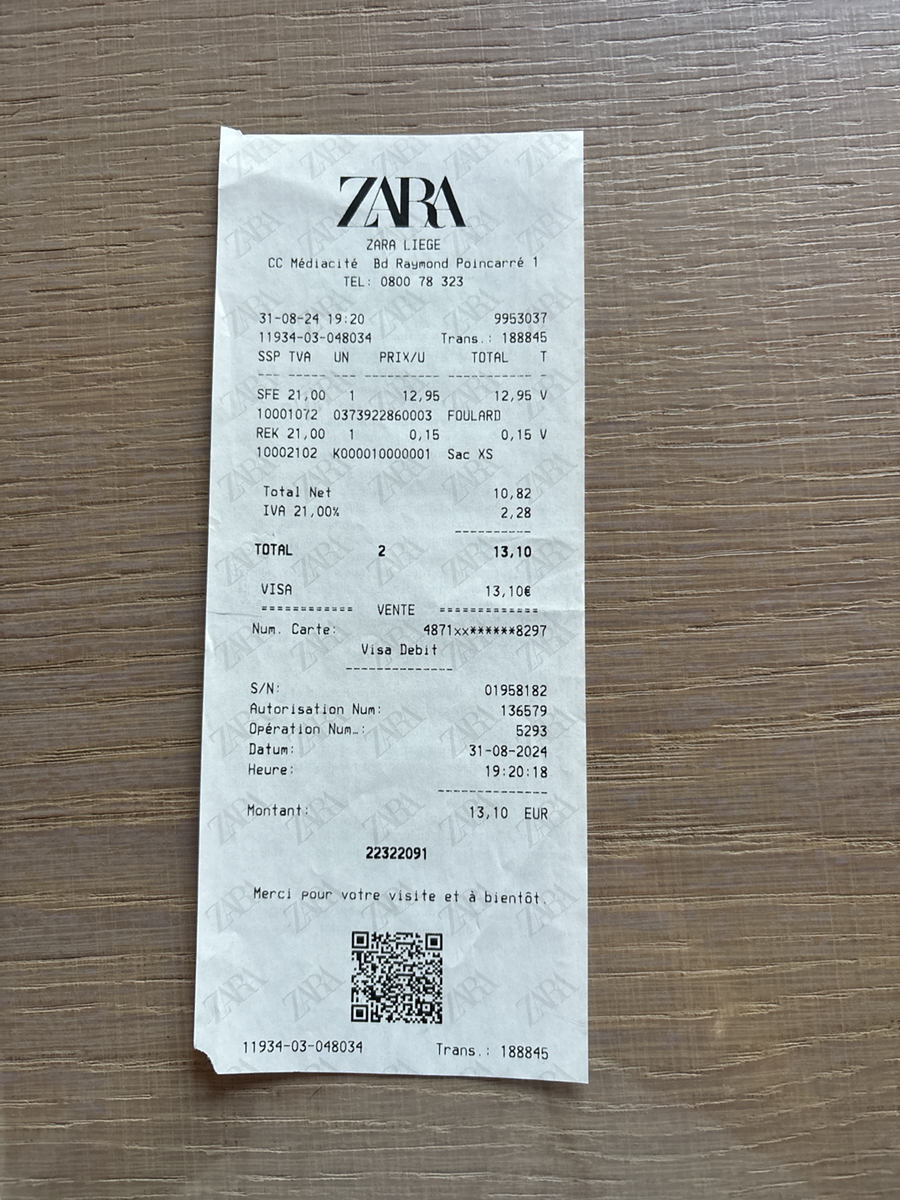 ZARA
ZARA LIEGE
CC Médiacité Bd Raymond Poincarré 1
TEL: 0800 78 323
31-08-24 19:20 9953037
11934-03-048034 Trans.: 188845
SSP TVA UN PRIX/U TOTAL T
--- ----- --- ---------- ----------- -
SFE 21,00 1 12,95 12,95 V
10001072 0373922860003 FOULARD
REK 21,00 1 0,15 0,15 V
10002102 K000010000001 Sac XS
Total Net 10,82
IVA 21,00% 2,28
----------
TOTAL 2 13,10
VISA 13,10€
============ VENTE =============
Num. Carte: 4871xx******8297
Visa Debit
--------------
S/N: 01958182
Autorisation Num: 136579
Opération Num…: 5293
Datum: 31-08-2024
Heure: 19:20:18
--------------
Montant: 13,10 EUR
22322091
Merci pour votre visite et à bientôt.
11934-03-048034 Trans.: 188845